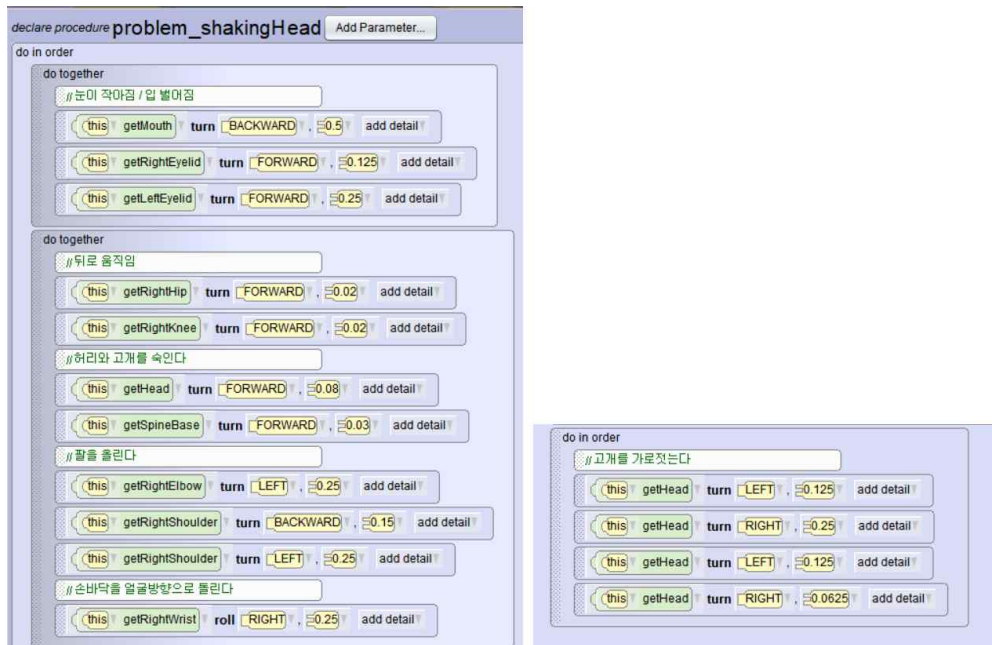 declare procedure problem_shakingHead Add Parameter...
do in order
do together
//눈이 작아짐 / 입 벌어짐
this getMouth turn BACKWARD , 0.5 add detail
this getRightEyelid turn FORWARD , 0.125 add detail
this getLeftEyelid turn FORWARD , 0.25 add detail
do together
//뒤로 움직임
this getRightHip turn FORWARD , 0.02 add detail
this getRightKnee turn FORWARD , 0.02 add detail
//허리와 고개를 숙인다
this getHead turn FORWARD , 0.08 add detail
this getSpineBase turn FORWARD , 0.03 add detail
//팔을 올린다
this getRightElbow turn LEFT , 0.25 add detail
this getRightShoulder turn BACKWARD , 0.15 add detail
this getRightShoulder turn LEFT , 0.25 add detail
//손바닥을 얼굴방향으로 돌린다
this getRightWrist roll RIGHT , 0.25 add detail
do in order
//고개를 가로젓는다
this getHead turn LEFT , 0.125 add detail
this getHead turn RIGHT , 0.25 add detail
this getHead turn LEFT , 0.125 add detail
this getHead turn RIGHT , 0.0625 add detail